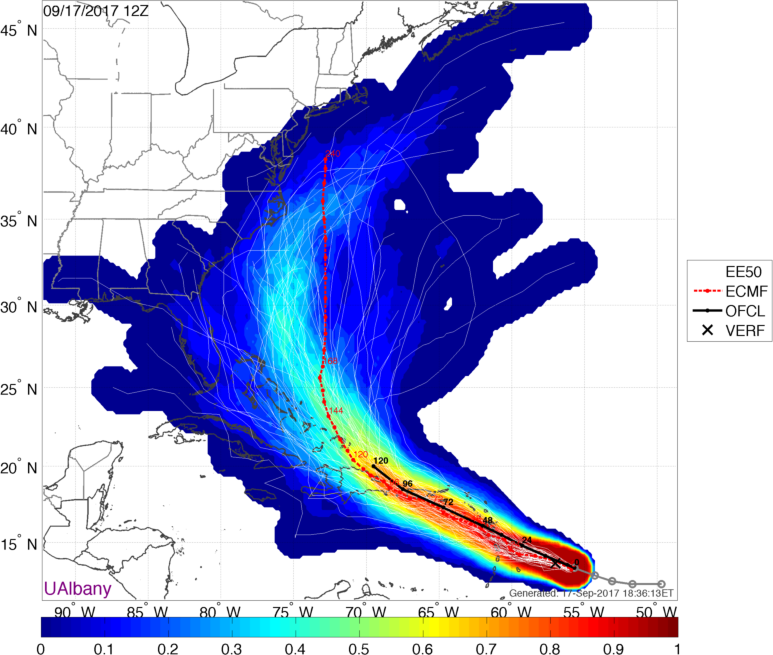 09/17/2017 12Z
45° N
40° N
35° N
30° N
25° N
20° N
15° N
240
144
120
120
96
72
48
24
0
EE50
ECMF
OFCL
VERF
UAlbany
Generated: 17-Sep-2017 18:36:13ET
90° W
85° W
80° W
75° W
70° W
65° W
60° W
55° W
50° W
0
0.1
0.2
0.3
0.4
0.5
0.6
0.7
0.8
0.9
1